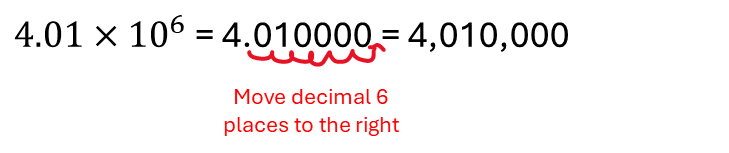 4.01 × 10⁶ = 4.010000 = 4,010,000
Move decimal 6
places to the right